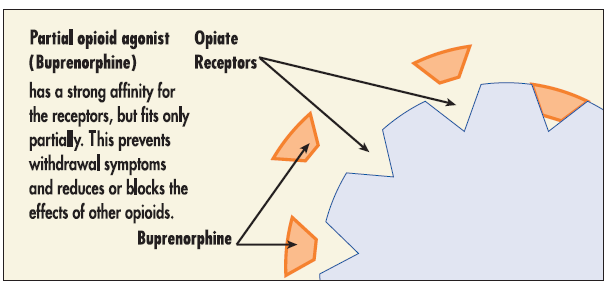 Partial opioid agonist
(Buprenorphine)
has a strong affinity for
the receptors, but fits only
partially. This prevents
withdrawal symptoms
and reduces or blocks the
effects of other opioids.
Opiate
Receptors
Buprenorphine